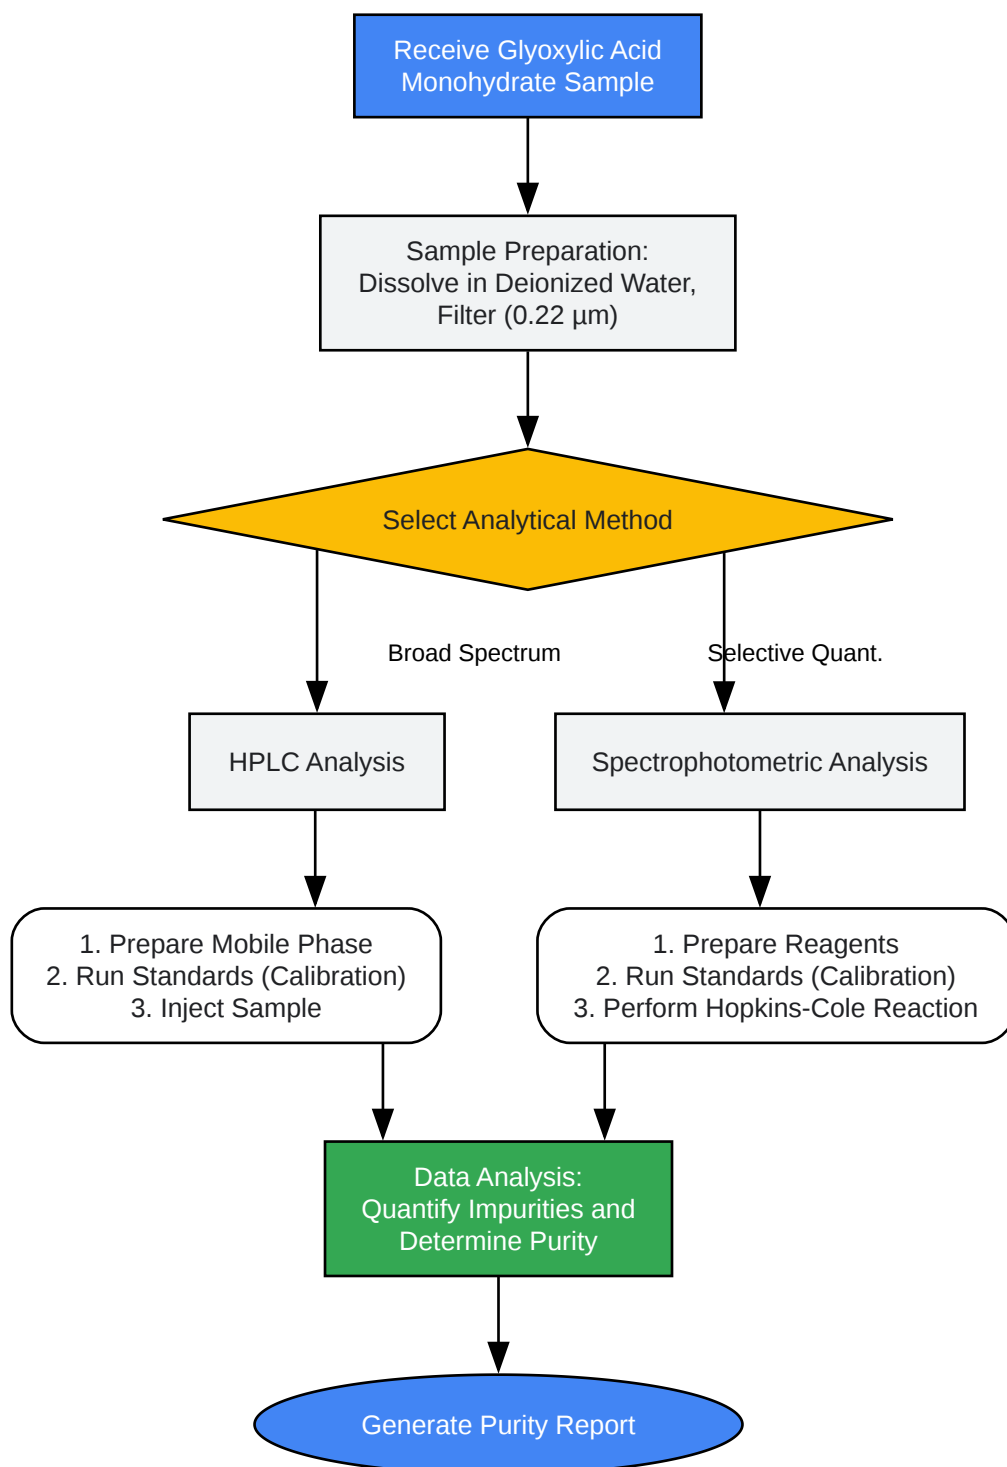 Receive Glyoxylic Acid
Monohydrate Sample
Sample Preparation:
Dissolve in Deionized Water,
Filter (0.22 µm)
Select Analytical Method
Broad Spectrum
Selective Quant.
HPLC Analysis
Spectrophotometric Analysis
1. Prepare Mobile Phase
2. Run Standards (Calibration)
3. Inject Sample
1. Prepare Reagents
2. Run Standards (Calibration)
3. Perform Hopkins-Cole Reaction
Data Analysis:
Quantify Impurities and
Determine Purity
Generate Purity Report